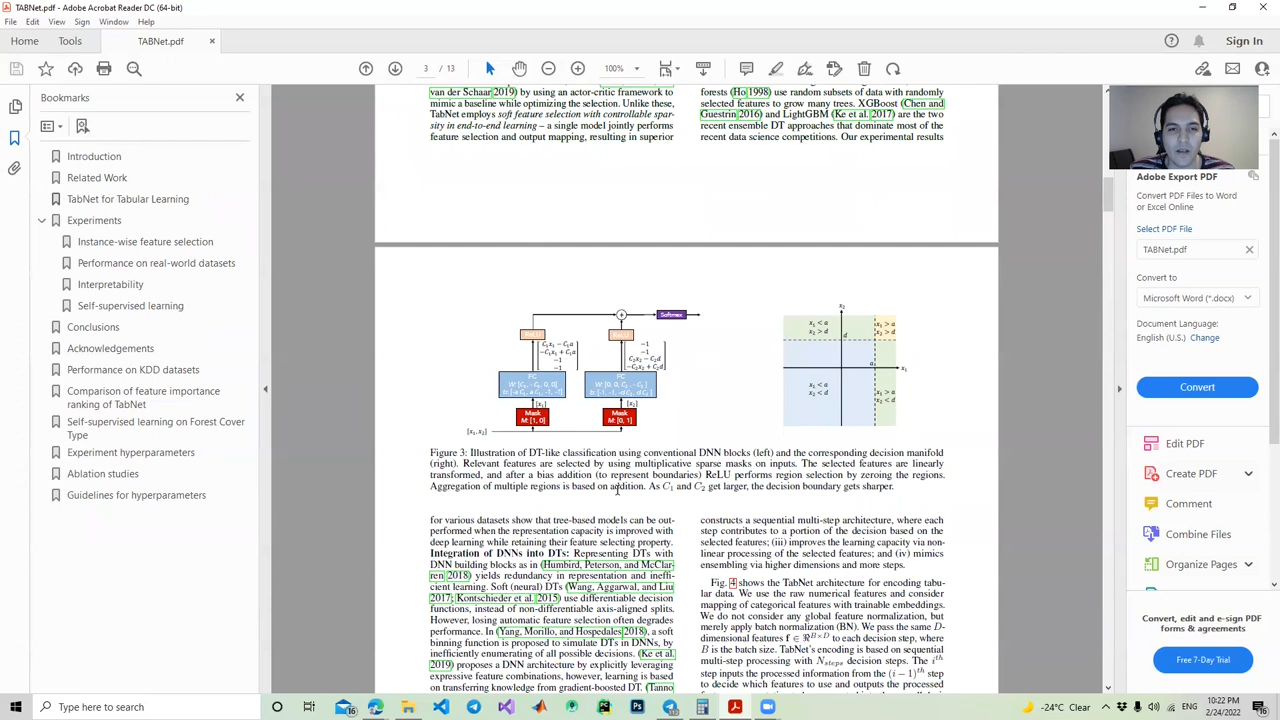 TABNet.pdf - Adobe Acrobat Reader DC (64-bit)
File Edit View Sign Window Help
Home Tools TABNet.pdf Sign In
3 / 13 100%
Bookmarks
Introduction
Related Work
TabNet for Tabular Learning
Experiments
Instance-wise feature selection
Performance on real-world datasets
Interpretability
Self-supervised learning
Conclusions
Acknowledgements
Performance on KDD datasets
Comparison of feature importance
ranking of TabNet
Self-supervised learning on Forest Cover
Type
Experiment hyperparameters
Ablation studies
Guidelines for hyperparameters
van der Schaar 2019) by using an actor-critic framework to
mimic a baseline while optimizing the selection. Unlike these,
TabNet employs soft feature selection with controllable spar-
sity in end-to-end learning – a single model jointly performs
feature selection and output mapping, resulting in superior
forests (Ho 1998) use random subsets of data with randomly
selected features to grow many trees. XGBoost (Chen and
Guestrin 2016) and LightGBM (Ke et al. 2017) are the two
recent ensemble DT approaches that dominate most of the
recent data science competitions. Our experimental results
Softmax
FC
FC
Mask
M: [1, 0]
Mask
M: [0, 1]
[x₁]
[x₂]
[x₁, x₂]
x₂
x₁ < a
x₂ > d
x₁ > a
x₂ > d
d
a
x₁
x₁ < a
x₂ < d
x₁ > a
x₂ < d
Figure 3: Illustration of DT-like classification using conventional DNN blocks (left) and the corresponding decision manifold
(right). Relevant features are selected by using multiplicative sparse masks on inputs. The selected features are linearly
transformed, and after a bias addition (to represent boundaries) ReLU performs region selection by zeroing the regions.
Aggregation of multiple regions is based on addition. As C₁ and C₂ get larger, the decision boundary gets sharper.
for various datasets show that tree-based models can be out-
performed when the representation capacity is improved with
deep learning while retaining their feature selecting property.
Integration of DNNs into DTs: Representing DTs with
DNN building blocks as in (Humbird, Peterson, and McClar-
ren 2018) yields redundancy in representation and ineffi-
cient learning. Soft (neural) DTs (Wang, Aggarwal, and Liu
2017; Kontschieder et al. 2015) use differentiable decision
functions, instead of non-differentiable axis-aligned splits.
However, losing automatic feature selection often degrades
performance. In (Yang, Morillo, and Hospedales 2018), a soft
binning function is proposed to simulate DTs in DNNs, by
inefficiently enumerating of all possible decisions. (Ke et al.
2019) proposes a DNN architecture by explicitly leveraging
expressive feature combinations, however, learning is based
on transferring knowledge from gradient-boosted DT. (Tanno
constructs a sequential multi-step architecture, where each
step contributes to a portion of the decision based on the
selected features; (iii) improves the learning capacity via non-
linear processing of the selected features; and (iv) mimics
ensembling via higher dimensions and more steps.
Fig. 4 shows the TabNet architecture for encoding tabu-
lar data. We use the raw numerical features and consider
mapping of categorical features with trainable embeddings.
We do not consider any global feature normalization, but
merely apply batch normalization (BN). We pass the same D-
dimensional features f ∈ ℜ^{B×D} to each decision step, where
B is the batch size. TabNet's encoding is based on sequential
multi-step processing with N_{steps} decision steps. The i^{th}
step inputs the processed information from the (i − 1)^{th} step
to decide which features to use and outputs the processed
Adobe Export PDF
Convert PDF Files to Word
or Excel Online
Select PDF File
TABNet.pdf
Convert to
Microsoft Word (*.docx)
Document Language:
English (U.S.) Change
Convert
Edit PDF
Create PDF
Comment
Combine Files
Organize Pages
Convert, edit and e-sign PDF
forms & agreements
Free 7-Day Trial
Type here to search
-24°C Clear
ENG
10:22 PM
2/24/2022